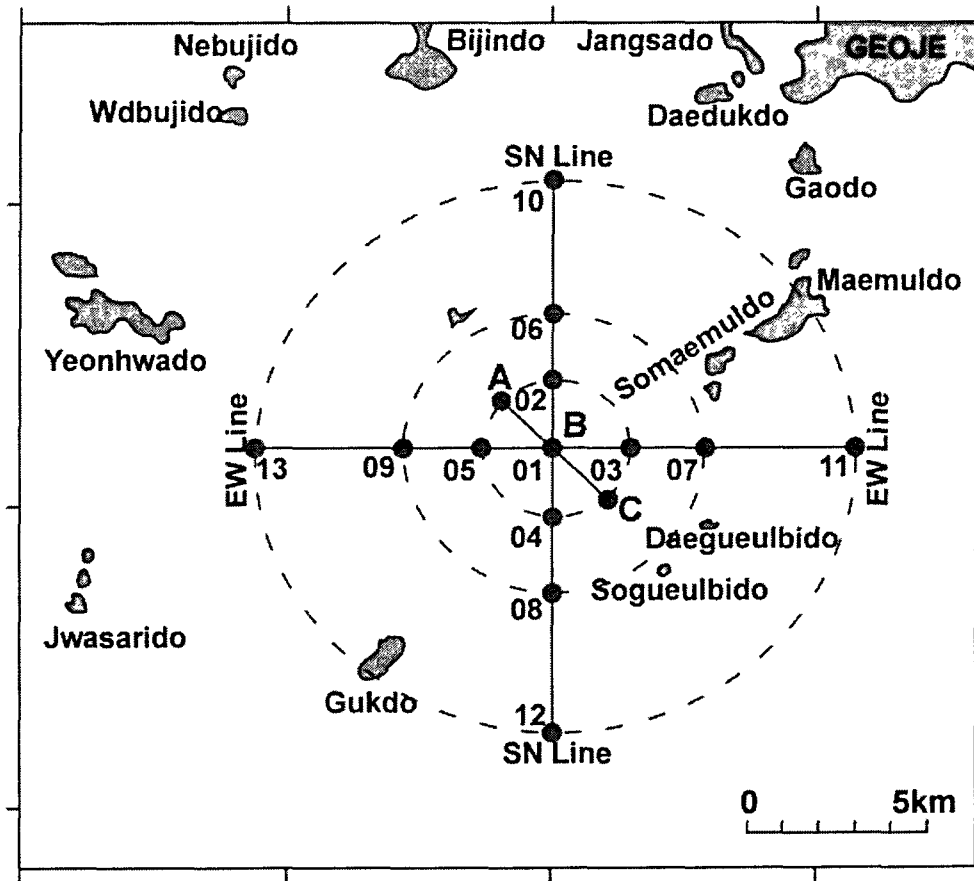 Nebujido
Bijindo
Jangsado
GEOJE
Wdbujido
Daedukdo
SN Line
10
Gaodo
Maemuldo
06
Somaemuldo
Yeonhwado
A
02
B
EW Line
13
09
05
01
03
07
11
EW Line
C
04
Daegueulbido
08
Sogueulbido
Jwasarido
Gukdo
12
SN Line
0 5km